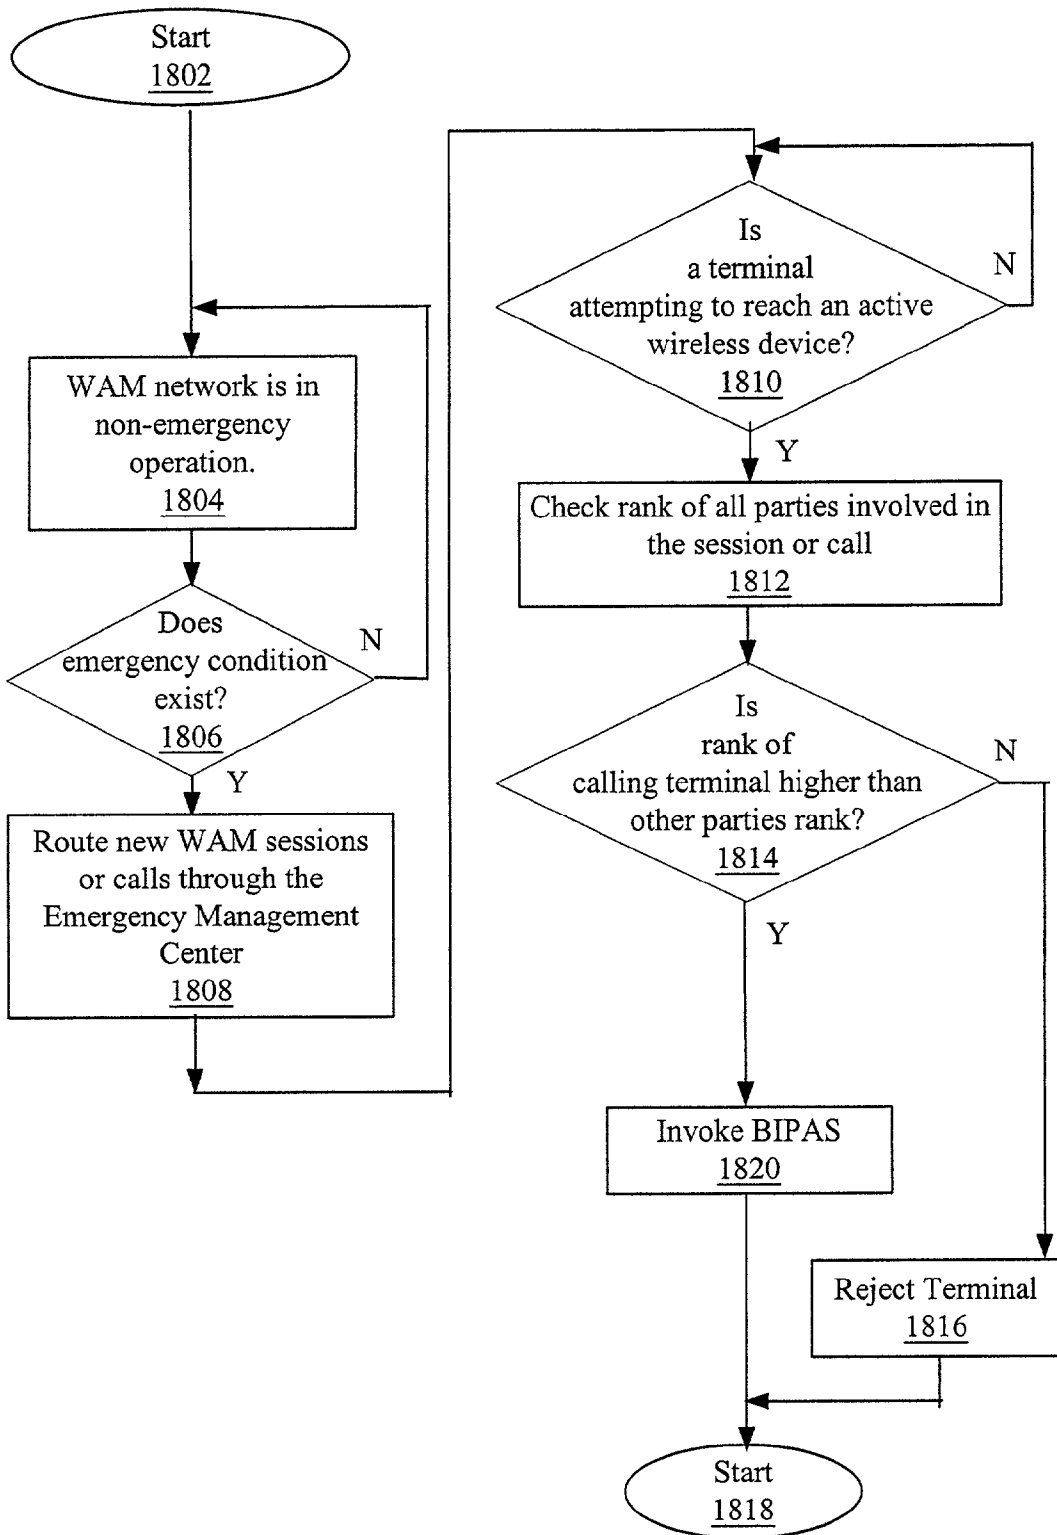 Start
1802
WAM network is in
non-emergency
operation.
1804
Does
emergency condition
exist?
1806
N
Y
Route new WAM sessions
or calls through the
Emergency Management
Center
1808
Is
a terminal
attempting to reach an active
wireless device?
1810
N
Y
Check rank of all parties involved in
the session or call
1812
Is
rank of
calling terminal higher than
other parties rank?
1814
N
Y
Invoke BIPAS
1820
Reject Terminal
1816
Start
1818